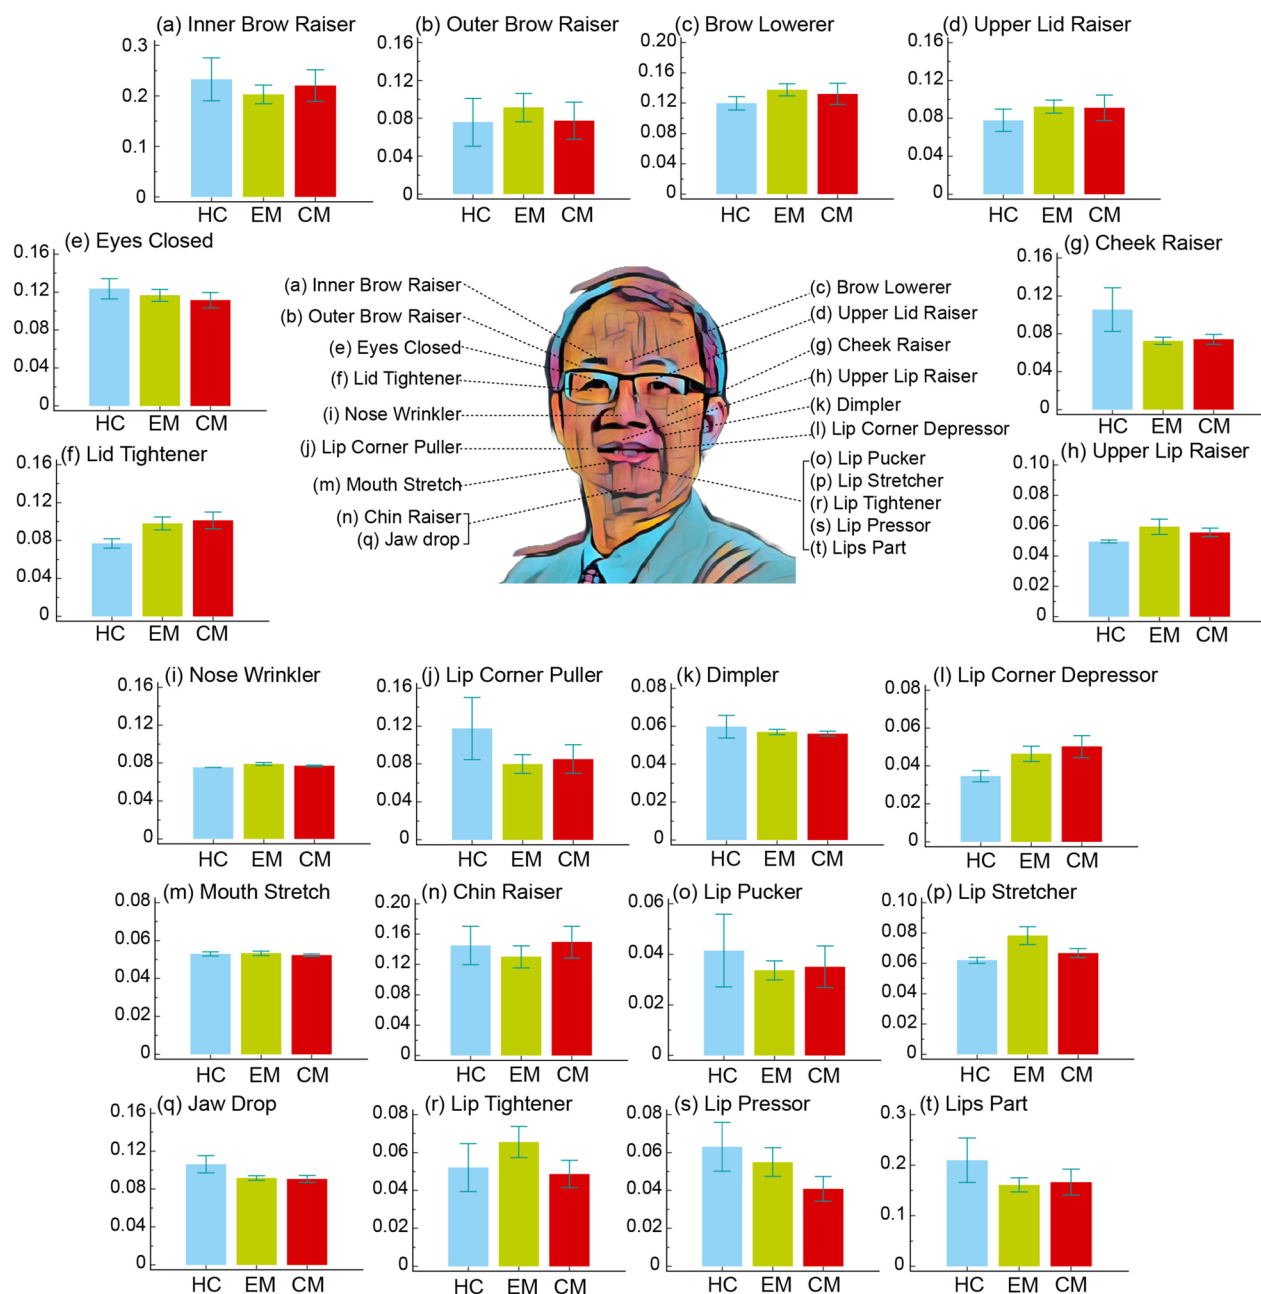 (a) Inner Brow Raiser
0.3
0.2
0.1
0
HC EM CM
(b) Outer Brow Raiser
0.16
0.12
0.08
0.04
0
HC EM CM
(c) Brow Lowerer
0.20
0.16
0.12
0.08
0.04
0
HC EM CM
(d) Upper Lid Raiser
0.16
0.12
0.08
0.04
0
HC EM CM
(e) Eyes Closed
0.16
0.12
0.08
0.04
0
HC EM CM
(f) Lid Tightener
0.16
0.12
0.08
0.04
0
HC EM CM
(a) Inner Brow Raiser
(b) Outer Brow Raiser
(e) Eyes Closed
(f) Lid Tightener
(i) Nose Wrinkler
(j) Lip Corner Puller
(m) Mouth Stretch
(n) Chin Raiser
(q) Jaw drop
(c) Brow Lowerer
(d) Upper Lid Raiser
(g) Cheek Raiser
(h) Upper Lip Raiser
(k) Dimpler
(l) Lip Corner Depressor
(o) Lip Pucker
(p) Lip Stretcher
(r) Lip Tightener
(s) Lip Pressor
(t) Lips Part
(g) Cheek Raiser
0.16
0.12
0.08
0.04
0
HC EM CM
(h) Upper Lip Raiser
0.10
0.08
0.06
0.04
0.02
0
HC EM CM
(i) Nose Wrinkler
0.16
0.12
0.08
0.04
0
HC EM CM
(j) Lip Corner Puller
0.16
0.12
0.08
0.04
0
HC EM CM
(k) Dimpler
0.08
0.06
0.04
0.02
0
HC EM CM
(l) Lip Corner Depressor
0.08
0.06
0.04
0.02
0
HC EM CM
(m) Mouth Stretch
0.08
0.06
0.04
0.02
0
HC EM CM
(n) Chin Raiser
0.20
0.16
0.12
0.08
0.04
0
HC EM CM
(o) Lip Pucker
0.06
0.04
0.02
0
HC EM CM
(p) Lip Stretcher
0.10
0.08
0.06
0.04
0.02
0
HC EM CM
(q) Jaw Drop
0.16
0.12
0.08
0.04
0
HC EM CM
(r) Lip Tightener
0.08
0.06
0.04
0.02
0
HC EM CM
(s) Lip Pressor
0.08
0.06
0.04
0.02
0
HC EM CM
(t) Lips Part
0.3
0.2
0.1
0
HC EM CM